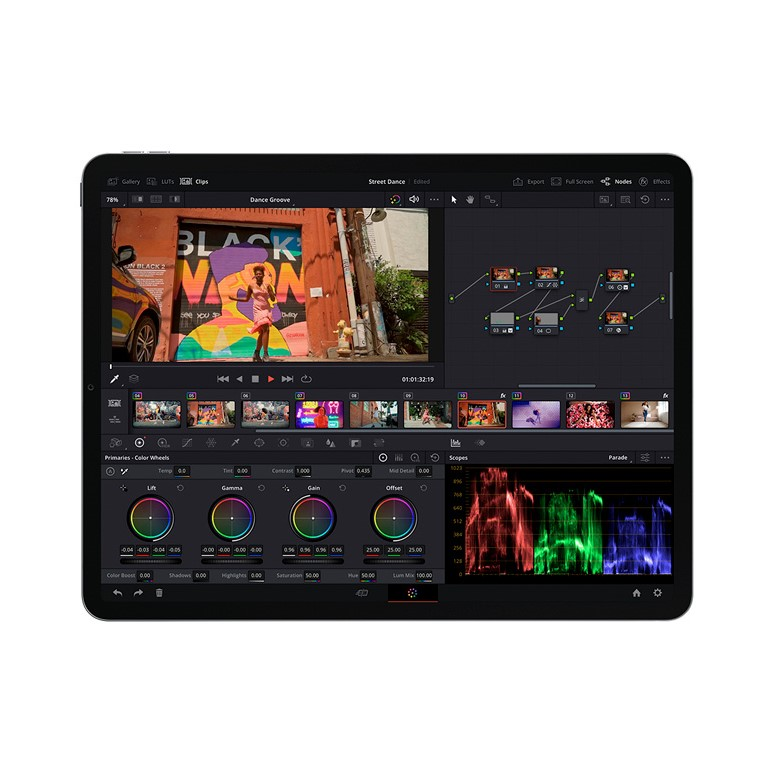 Gallery LUTs Clips Street Dance Edited Export Full Screen Nodes Effects
78% Dance Groove
BLACK
WOMAN
01 02 06
03 04 07
01:01:32:19
04 05 06 07 08 09 10 fx 11 12 13 fx
Primaries - Color Wheels
Temp 0.0 Tint 0.00 Contrast 1.000 Pivot 0.435 Mid Detail 0.00
Lift Gamma Gain Offset
-0.04 -0.03 -0.04 -0.05 -0.00 -0.00 -0.00 -0.00 0.96 0.96 0.96 0.96 25.00 25.00 25.00
Color Boost 0.00 Shadows 0.00 Highlights 0.00 Saturation 50.00 Hue 50.00 Lum Mix 100.00
Scopes Parade
1023
896
768
640
512
384
256
128
0